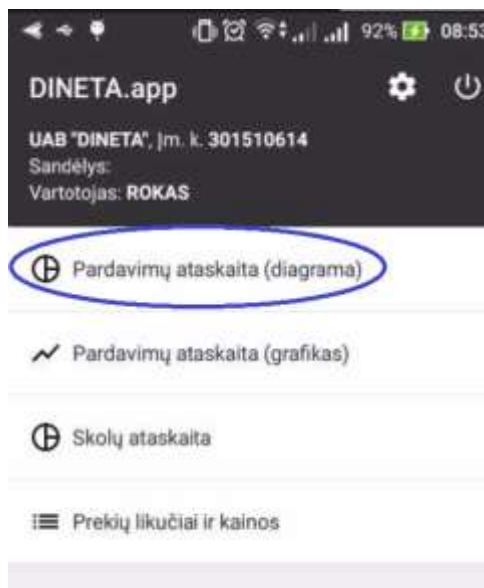 92% 08:53
DINETA.app
UAB "DINETA", Įm. k. 301510614
Sandėlys:
Vartotojas: ROKAS
Pardavimų ataskaita (diagrama)
Pardavimų ataskaita (grafikas)
Skolų ataskaita
Prekių likučiai ir kainos